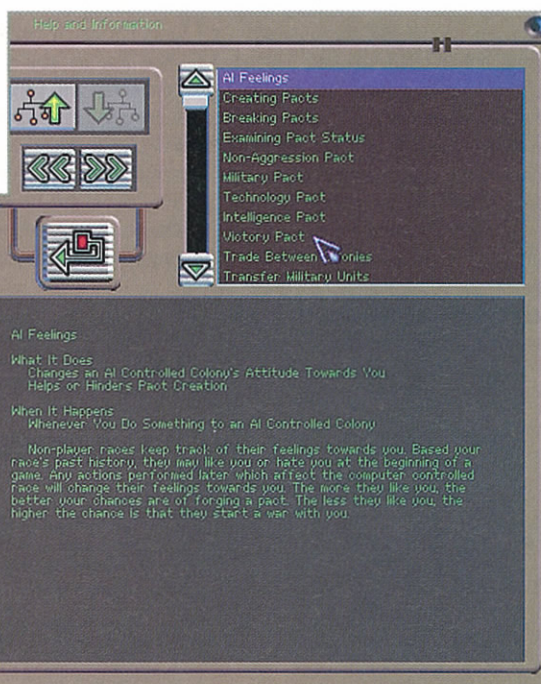 Help and Information
AI Feelings
Creating Pacts
Breaking Pacts
Examining Pact Status
Non-Aggression Pact
Military Pact
Technology Pact
Intelligence Pact
Victory Pact
Trade Between
Transfer Military Units
AI Feelings
What It Does
Changes an AI Controlled Colony's Attitude Towards You
Helps or Hinders Pact Creation
When It Happens
Whenever You Do Something to an AI Controlled Colony
Non-player races keep track of their feelings towards you. Based your
race's past history, they may like you or hate you at the beginning of a
game. Any actions performed later which affect the computer controlled
race will change their feelings towards you. The more they like you, the
better your chances are of forging a pact. The less they like you, the
higher the chance is that they start a war with you.